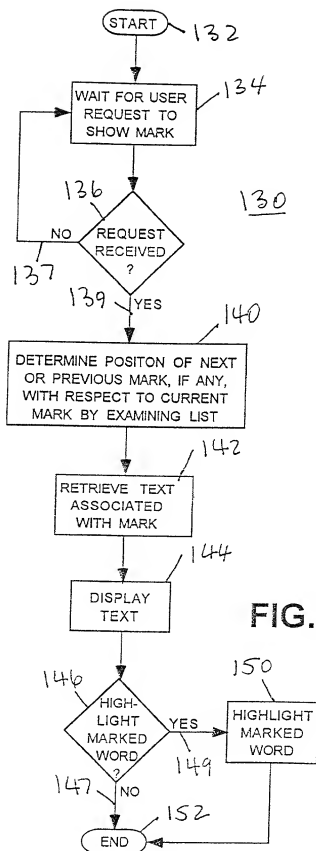 START
132
WAIT FOR USER
REQUEST TO
SHOW MARK
134
136
130
NO
REQUEST
RECEIVED
?
137
139
YES
140
DETERMINE POSITON OF NEXT
OR PREVIOUS MARK, IF ANY,
WITH RESPECT TO CURRENT
MARK BY EXAMINING LIST
142
RETRIEVE TEXT
ASSOCIATED
WITH MARK
144
DISPLAY
TEXT
FIG.
146
150
HIGH-
LIGHT
MARKED
WORD
?
YES
149
HIGHLIGHT
MARKED
WORD
147
NO
152
END